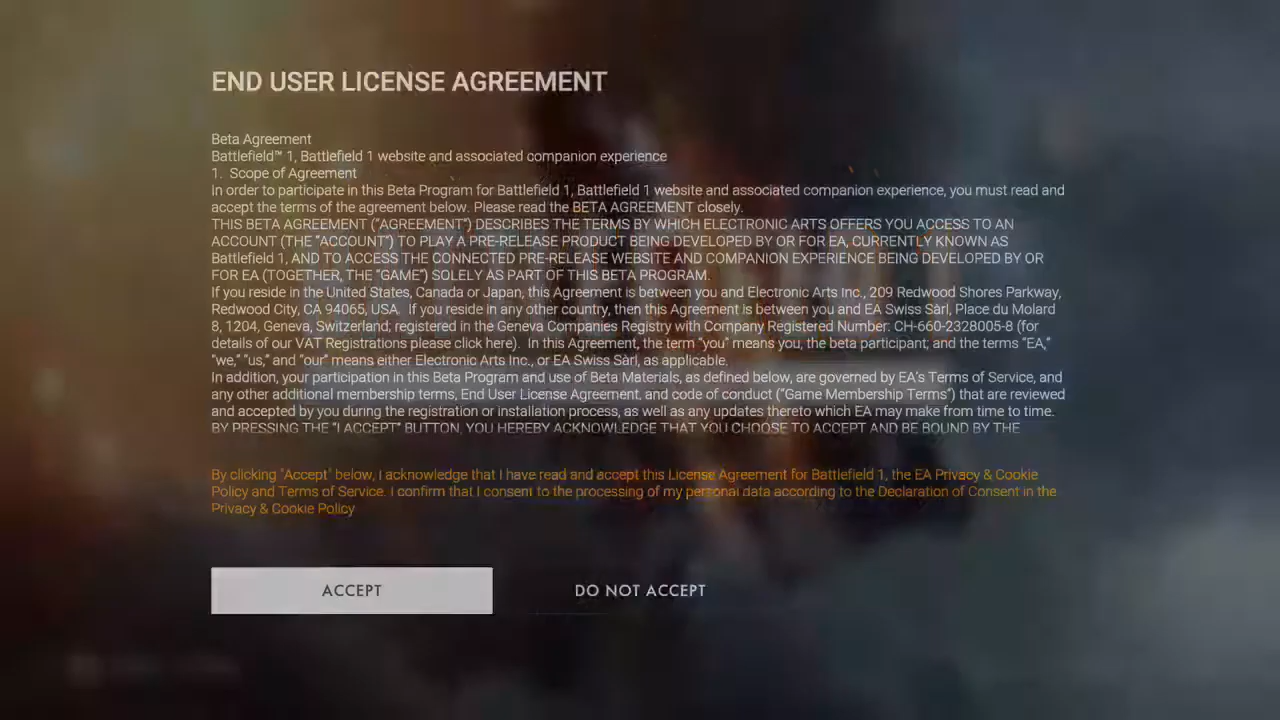 END USER LICENSE AGREEMENT
Beta Agreement
Battlefield™ 1, Battlefield 1 website and associated companion experience
1.  Scope of Agreement
In order to participate in this Beta Program for Battlefield 1, Battlefield 1 website and associated companion experience, you must read and
accept the terms of the agreement below. Please read the BETA AGREEMENT closely.
THIS BETA AGREEMENT ("AGREEMENT") DESCRIBES THE TERMS BY WHICH ELECTRONIC ARTS OFFERS YOU ACCESS TO AN
ACCOUNT (THE "ACCOUNT") TO PLAY A PRE-RELEASE PRODUCT BEING DEVELOPED BY OR FOR EA, CURRENTLY KNOWN AS
Battlefield 1, AND TO ACCESS THE CONNECTED PRE-RELEASE WEBSITE AND COMPANION EXPERIENCE BEING DEVELOPED BY OR
FOR EA (TOGETHER, THE "GAME") SOLELY AS PART OF THIS BETA PROGRAM.
If you reside in the United States, Canada or Japan, this Agreement is between you and Electronic Arts Inc., 209 Redwood Shores Parkway,
Redwood City, CA 94065, USA.  If you reside in any other country, then this Agreement is between you and EA Swiss Sàrl, Place du Molard
8, 1204, Geneva, Switzerland; registered in the Geneva Companies Registry with Company Registered Number: CH-660-2328005-8 (for
details of our VAT Registrations please click here).  In this Agreement, the term "you" means you, the beta participant; and the terms "EA,"
"we," "us," and "our" means either Electronic Arts Inc., or EA Swiss Sàrl, as applicable.
In addition, your participation in this Beta Program and use of Beta Materials, as defined below, are governed by EA's Terms of Service, and
any other additional membership terms, End User License Agreement, and code of conduct ("Game Membership Terms") that are reviewed
and accepted by you during the registration or installation process, as well as any updates thereto which EA may make from time to time.
BY PRESSING THE "I ACCEPT" BUTTON, YOU HEREBY ACKNOWLEDGE THAT YOU CHOOSE TO ACCEPT AND BE BOUND BY THE
By clicking "Accept" below, I acknowledge that I have read and accept this License Agreement for Battlefield 1, the EA Privacy & Cookie
Policy and Terms of Service. I confirm that I consent to the processing of my personal data according to the Declaration of Consent in the
Privacy & Cookie Policy
ACCEPT
DO NOT ACCEPT